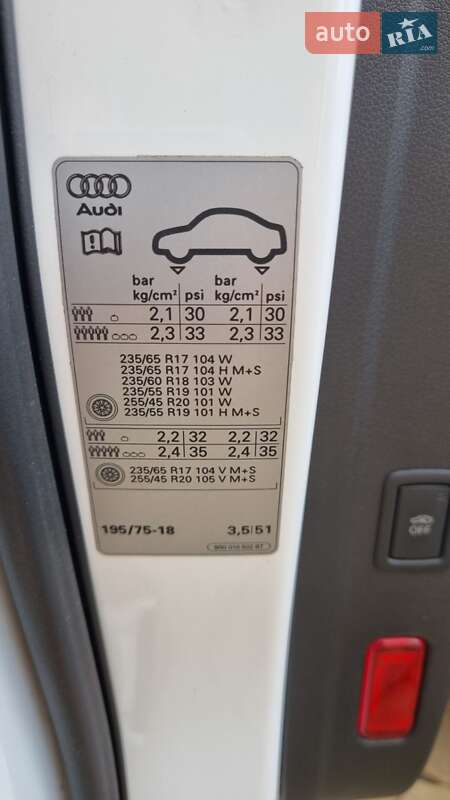 auto RIA .com
Audi
bar bar
kg/cm² psi kg/cm² psi
2,1 30 2,1 30
2,3 33 2,3 33
235/65 R17 104 W
235/65 R17 104 H M+S
235/60 R18 103 W
235/55 R19 101 W
255/45 R20 101 W
235/55 R19 101 H M+S
2,2 32 2,2 32
2,4 35 2,4 35
235/65 R17 104 V M+S
255/45 R20 105 V M+S
195/75-18 3,5 51
OFF